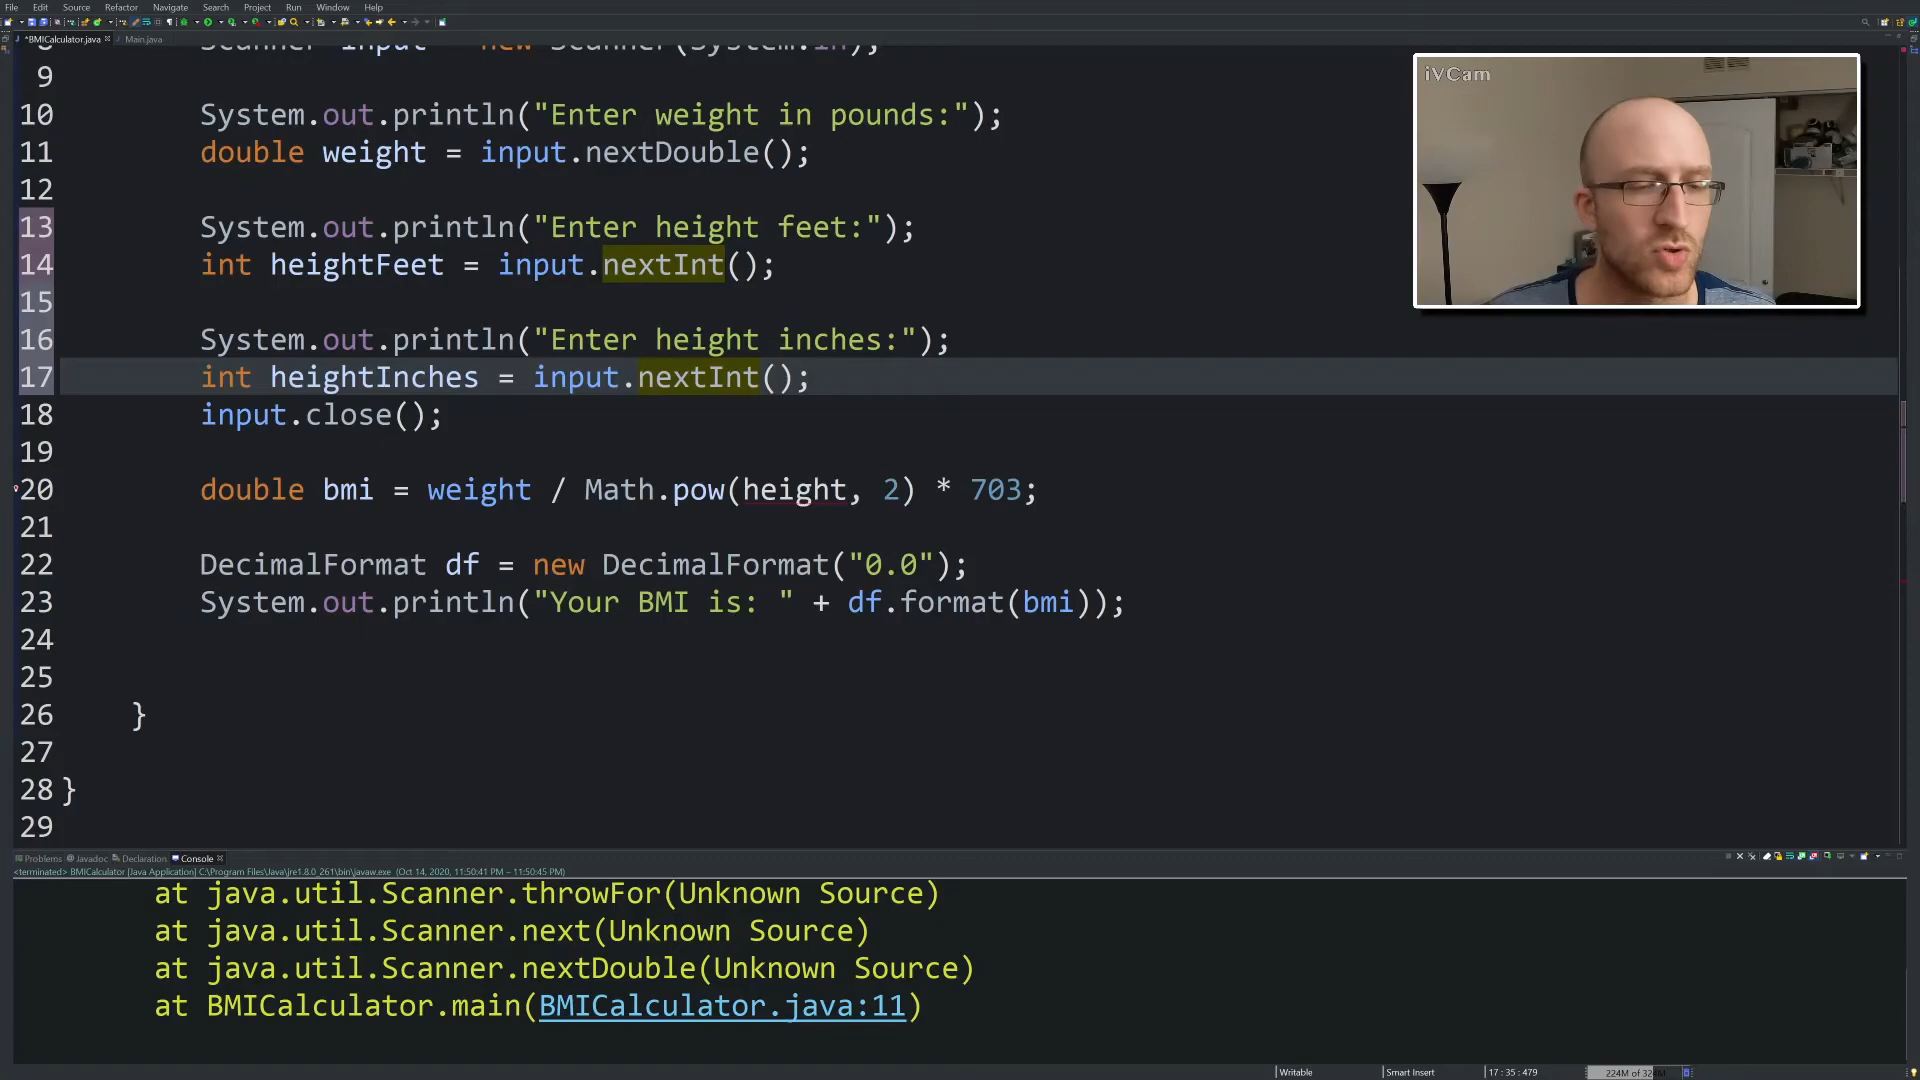 File Edit Source Refactor Navigate Search Project Run Window Help
*BMICalculator.java Main.java
8 Scanner input = new Scanner(System.in);
9
10 System.out.println("Enter weight in pounds:");
11 double weight = input.nextDouble();
12
13 System.out.println("Enter height feet:");
14 int heightFeet = input.nextInt();
15
16 System.out.println("Enter height inches:");
17 int heightInches = input.nextInt();
18 input.close();
19
20 double bmi = weight / Math.pow(height, 2) * 703;
21
22 DecimalFormat df = new DecimalFormat("0.0");
23 System.out.println("Your BMI is: " + df.format(bmi));
24
25
26 }
27
28 }
29
iVCam
Problems Javadoc Declaration Console
<terminated> BMICalculator [Java Application] C:\Program Files\Java\jre1.8.0_261\bin\javaw.exe (Oct 14, 2020, 11:50:41 PM – 11:50:45 PM)
at java.util.Scanner.throwFor(Unknown Source)
at java.util.Scanner.next(Unknown Source)
at java.util.Scanner.nextDouble(Unknown Source)
at BMICalculator.main(BMICalculator.java:11)
Writable Smart Insert 17 : 35 : 479 224M of 324M